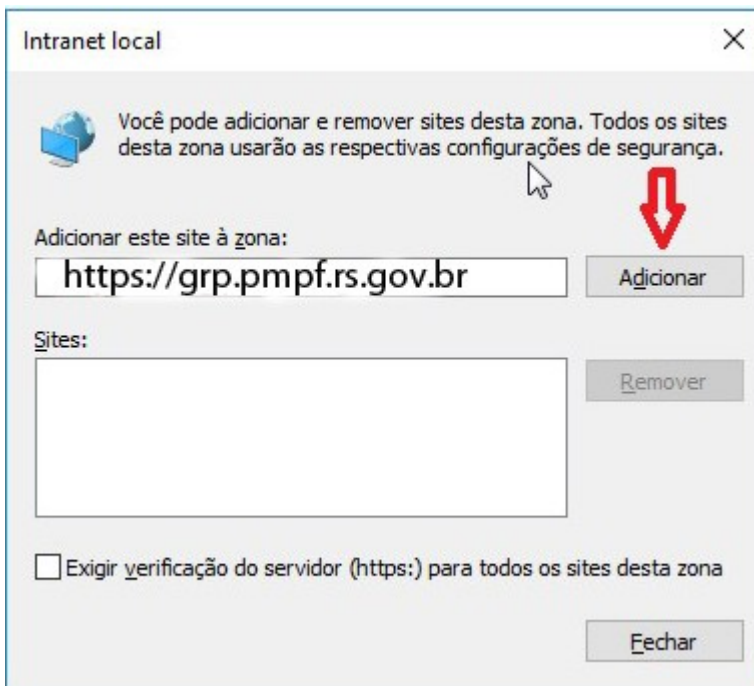 Intranet local
Você pode adicionar e remover sites desta zona. Todos os sites
desta zona usarão as respectivas configurações de segurança.
Adicionar este site à zona:
https://grp.pmpf.rs.gov.br
Adicionar
Sites:
Remover
Exigir verificação do servidor (https:) para todos os sites desta zona
Fechar